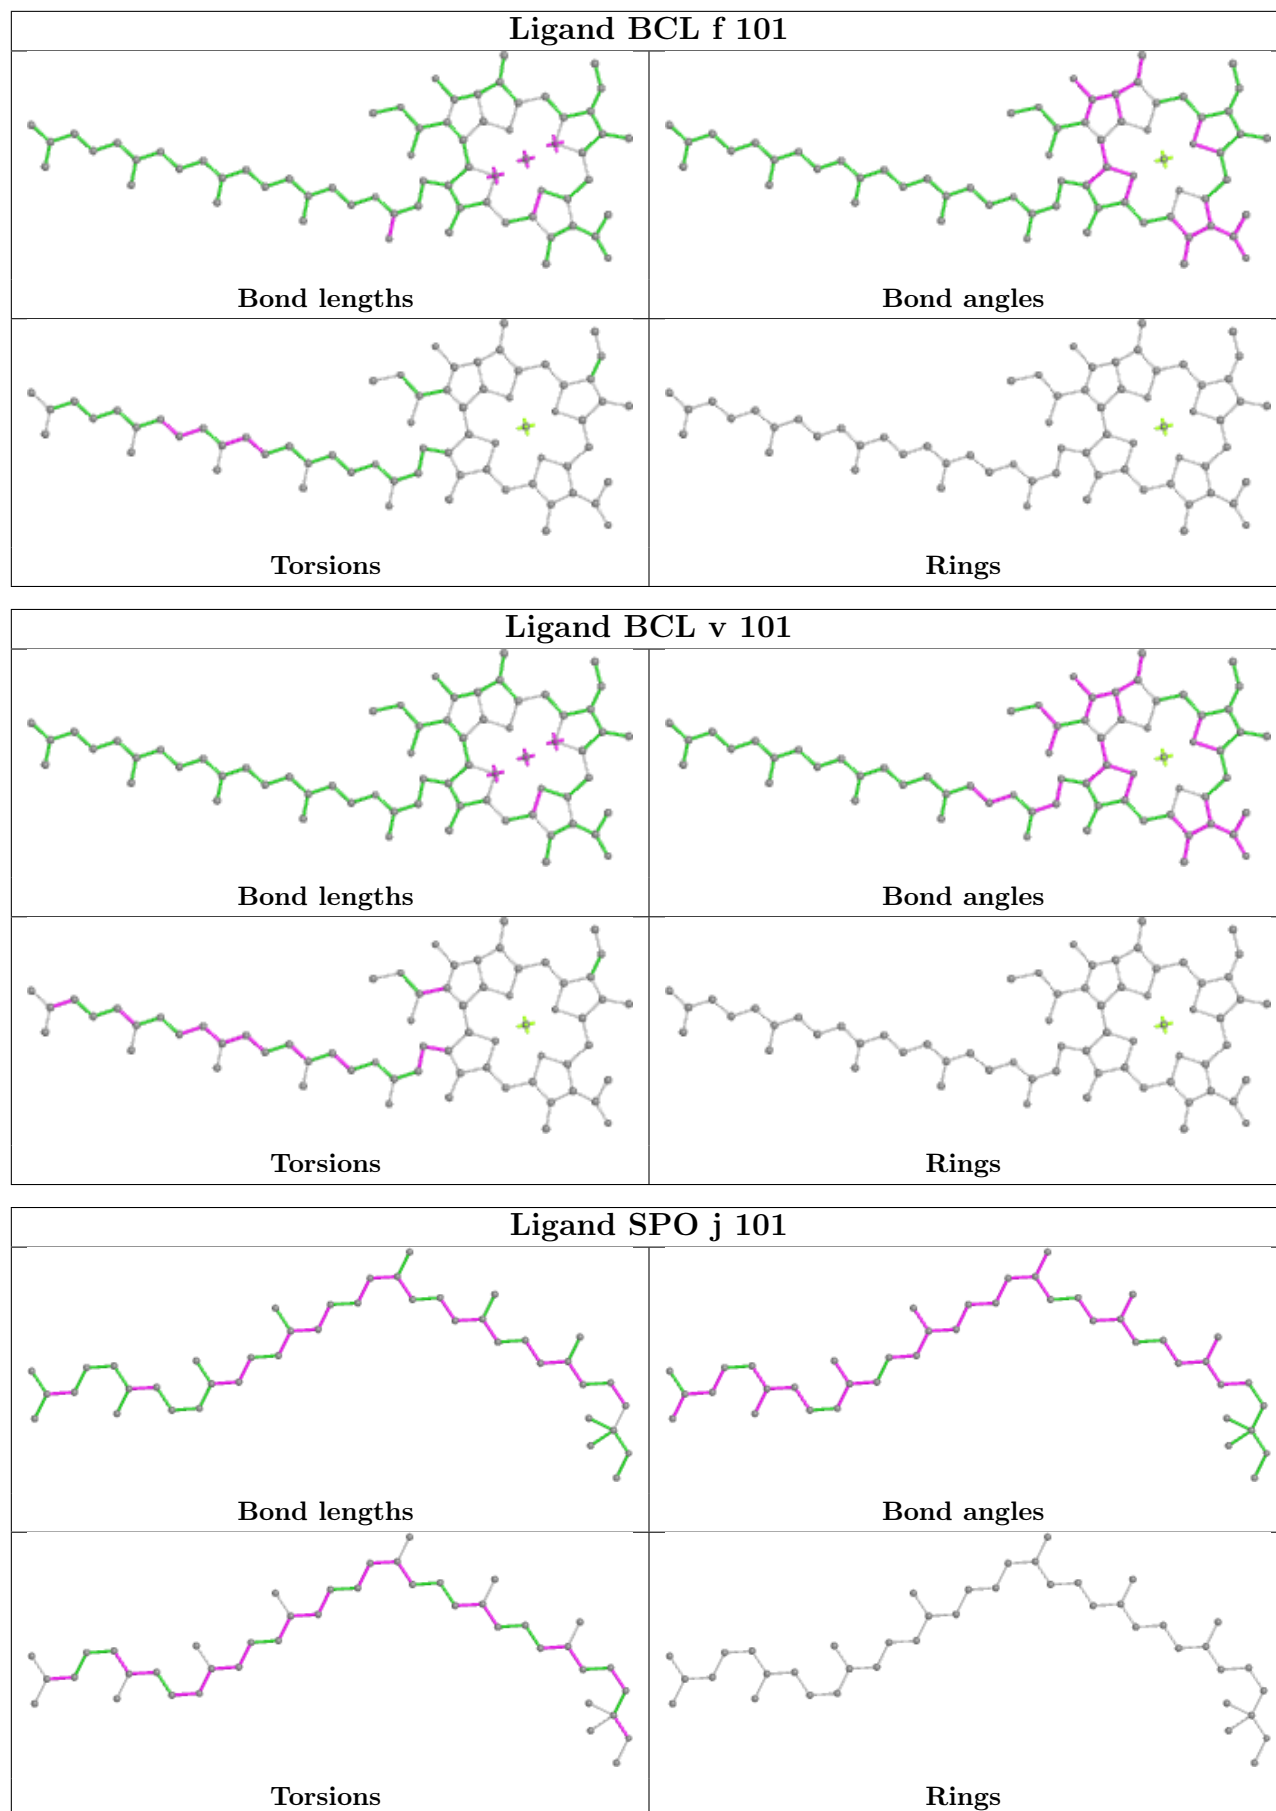 Ligand BCL f 101
Bond lengths
Bond angles
Torsions
Rings
Ligand BCL v 101
Bond lengths
Bond angles
Torsions
Rings
Ligand SPO j 101
Bond lengths
Bond angles
Torsions
Rings